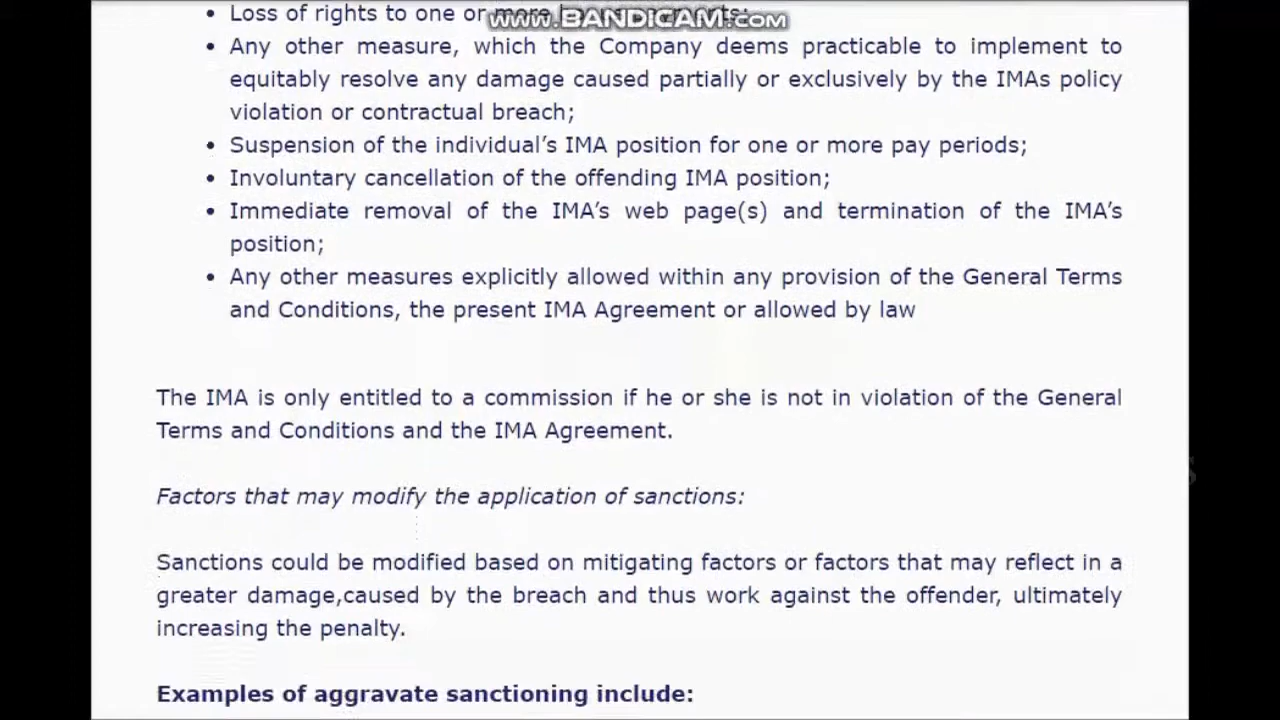 • Loss of rights to one or more
www.BANDICAM.com
• Any other measure, which the Company deems practicable to implement to
equitably resolve any damage caused partially or exclusively by the IMAs policy
violation or contractual breach;
• Suspension of the individual’s IMA position for one or more pay periods;
• Involuntary cancellation of the offending IMA position;
• Immediate removal of the IMA’s web page(s) and termination of the IMA’s
position;
• Any other measures explicitly allowed within any provision of the General Terms
and Conditions, the present IMA Agreement or allowed by law
The IMA is only entitled to a commission if he or she is not in violation of the General
Terms and Conditions and the IMA Agreement.
Factors that may modify the application of sanctions:
Sanctions could be modified based on mitigating factors or factors that may reflect in a
greater damage,caused by the breach and thus work against the offender, ultimately
increasing the penalty.
Examples of aggravate sanctioning include: